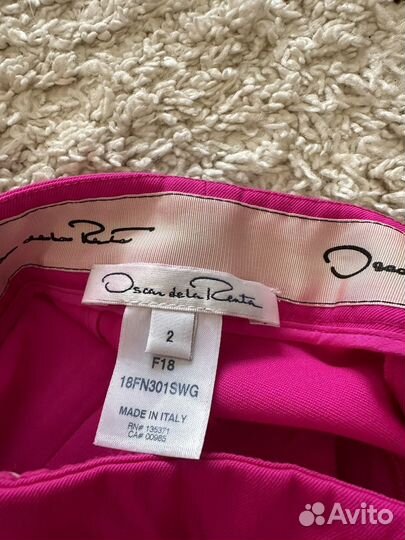 Oscar de la Renta
2
F18
18FN301SWG
MADE IN ITALY
RN# 135371
CA# 00985
Avito